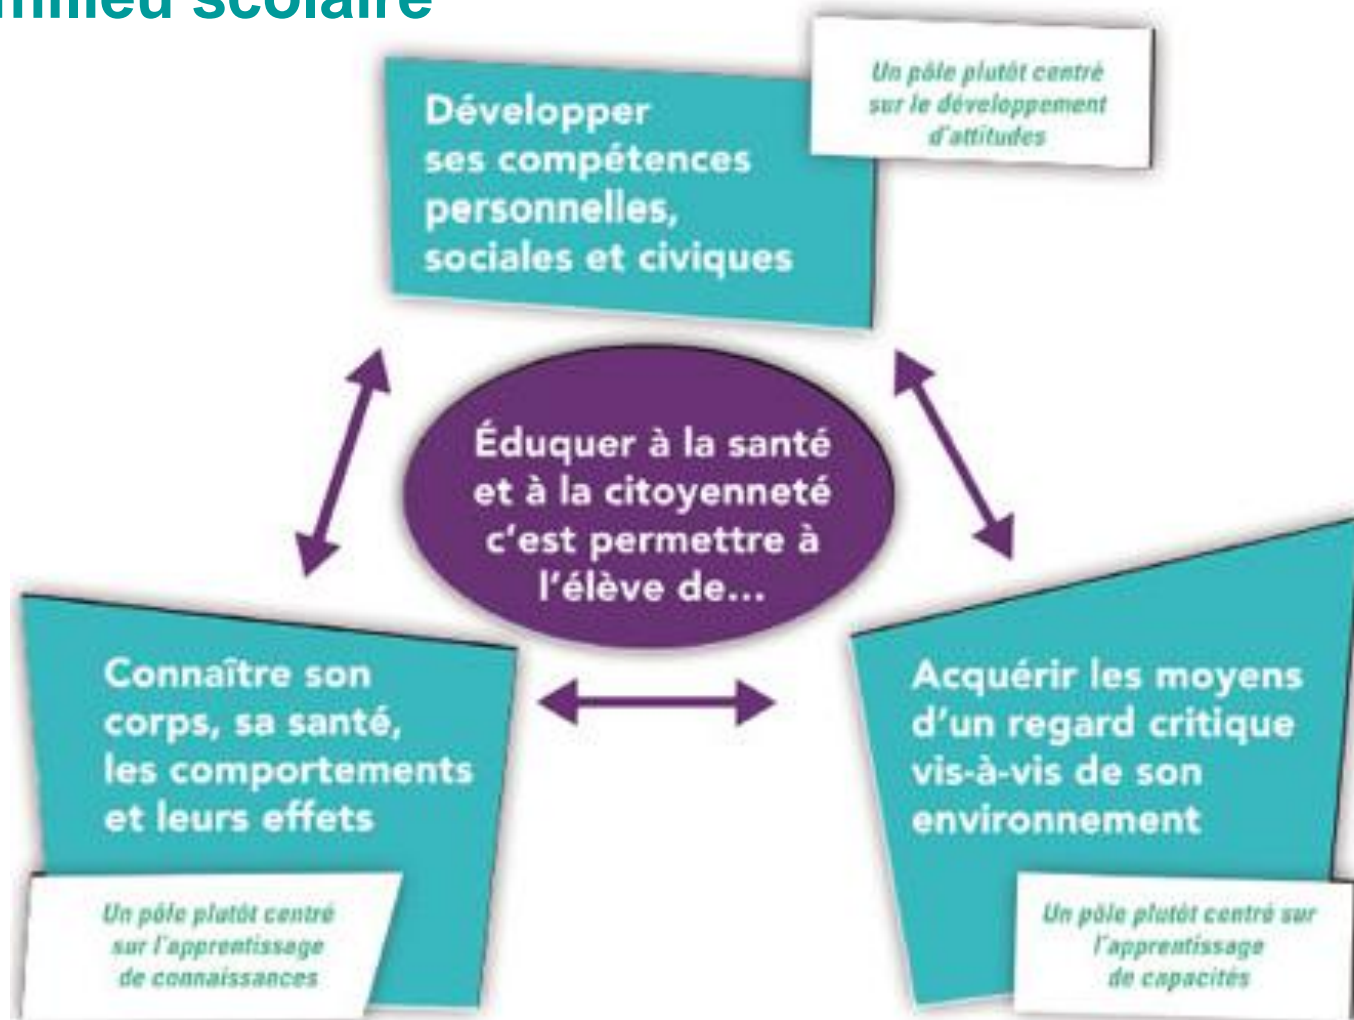 milieu scolaire
Un pôle plutôt centré
sur le développement
d'attitudes
Développer
ses compétences
personnelles,
sociales et civiques
Éduquer à la santé
et à la citoyenneté
c'est permettre à
l'élève de...
Connaître son
corps, sa santé,
les comportements
et leurs effets
Un pôle plutôt centré
sur l'apprentissage
de connaissances
Acquérir les moyens
d'un regard critique
vis-à-vis de son
environnement
Un pôle plutôt centré sur
l'apprentissage
de capacités